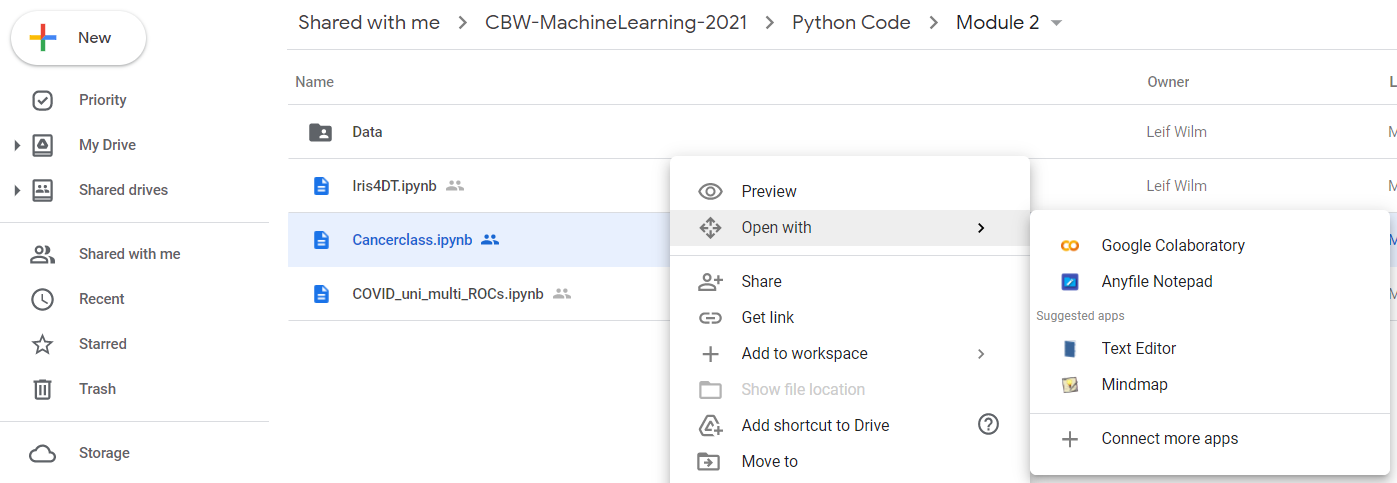 New
Priority
My Drive
Shared drives
Shared with me
Recent
Starred
Trash
Storage
Shared with me > CBW-MachineLearning-2021 > Python Code > Module 2
Name Owner L
Data Leif Wilm M
Iris4DT.ipynb Leif Wilm M
Cancerclass.ipynb M
COVID_uni_multi_ROCs.ipynb
Preview
Open with
Share
Get link
Add to workspace
Show file location
Add shortcut to Drive
Move to
Google Colaboratory
Anyfile Notepad
Suggested apps
Text Editor
Mindmap
Connect more apps